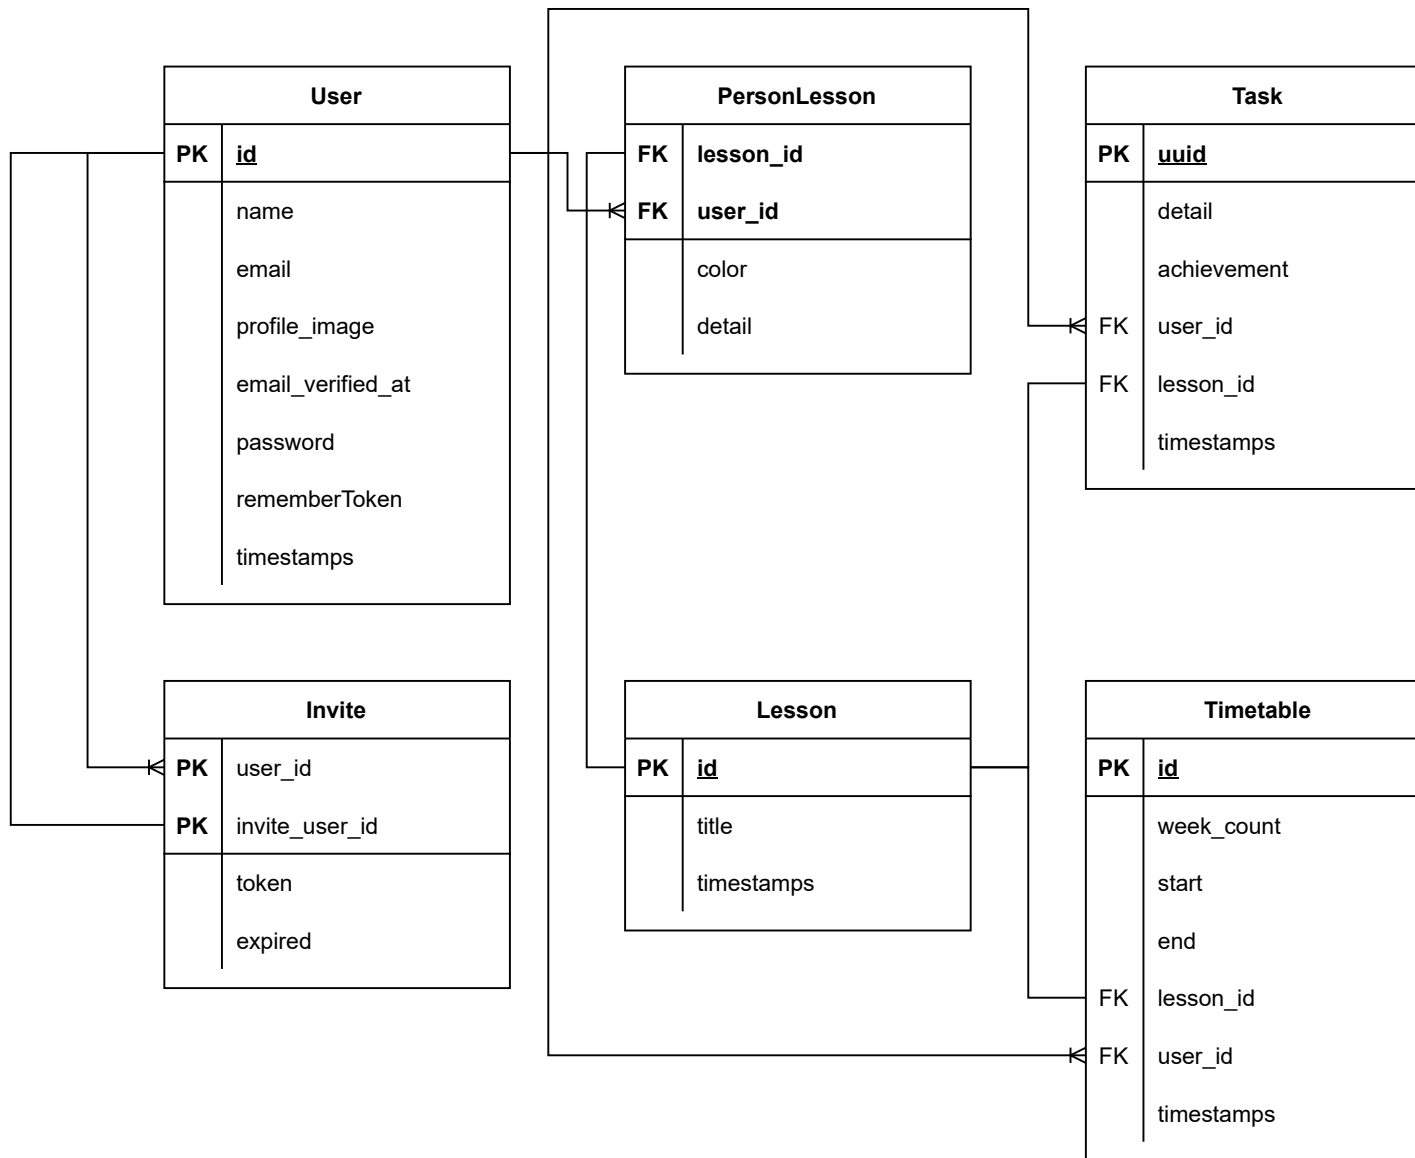 User
PK id
name
email
profile_image
email_verified_at
password
rememberToken
timestamps
PersonLesson
FK lesson_id
FK user_id
color
detail
Task
PK uuid
detail
achievement
FK user_id
FK lesson_id
timestamps
Invite
PK user_id
PK invite_user_id
token
expired
Lesson
PK id
title
timestamps
Timetable
PK id
week_count
start
end
FK lesson_id
FK user_id
timestamps